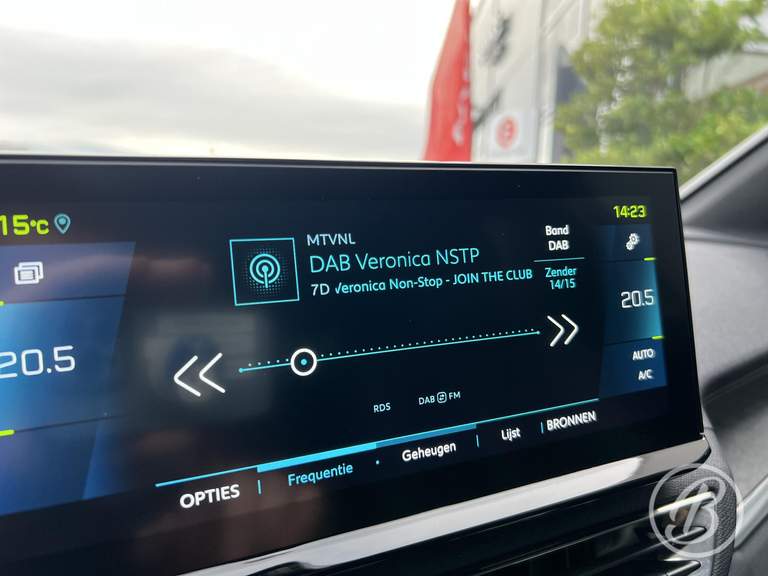 15°C
14:23
MTVNL
DAB Veronica NSTP
7D Veronica Non-Stop - JOIN THE CLUB
Band
DAB
Zender
14/15
20.5
20.5
AUTO
A/C
RDS
DAB FM
OPTIES
Frequentie
Geheugen
Lijst
BRONNEN
B